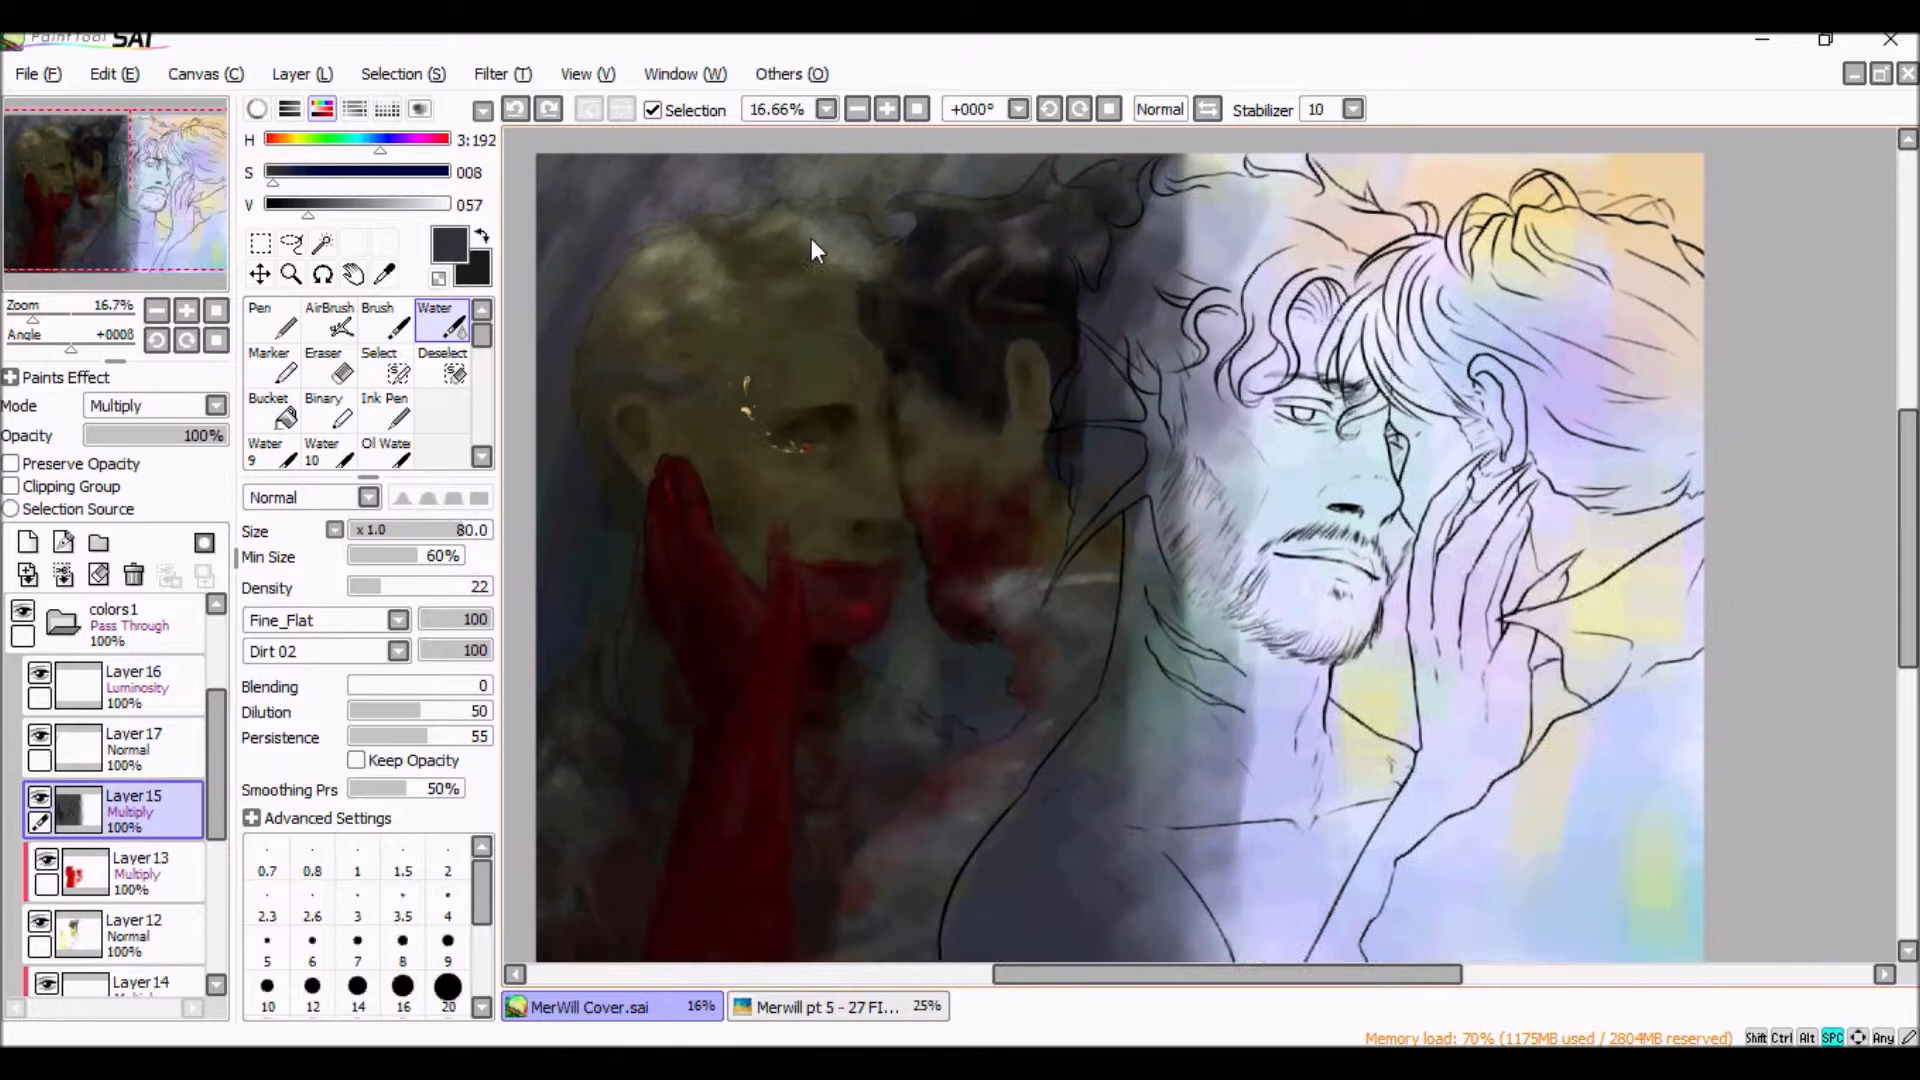 PaintTool SAI
File (F) Edit (E) Canvas (C) Layer (L) Selection (S) Filter (T) View (V) Window (W) Others (O)
Selection 16.66% +000° Normal Stabilizer 10
H 3:192
S 008
V 057
Zoom 16.7%
Angle +000ß
Paints Effect
Mode Multiply
Opacity 100%
Preserve Opacity
Clipping Group
Selection Source
colors1
Pass Through
100%
Layer16
Luminosity
100%
Layer17
Normal
100%
Layer15
Multiply
100%
Layer13
Multiply
100%
Layer12
Normal
100%
Layer14
Pen AirBrush Brush Water
Marker Eraser Select Deselect
Bucket Binary Ink Pen
Water 9 Water 10 Ol Wate
Normal
Size x 1.0 80.0
Min Size 60%
Density 22
Fine_Flat 100
Dirt 02 100
Blending 0
Dilution 50
Persistence 55
Keep Opacity
Smoothing Prs 50%
Advanced Settings
0.7 0.8 1 1.5 2
2.3 2.6 3 3.5 4
5 6 7 8 9
10 12 14 16 20
MerWill Cover.sai 16% Merwill pt 5 - 27 FI... 25%
Memory load: 70% (1175MB used / 2804MB reserved) Shift Ctrl Alt SPC Any